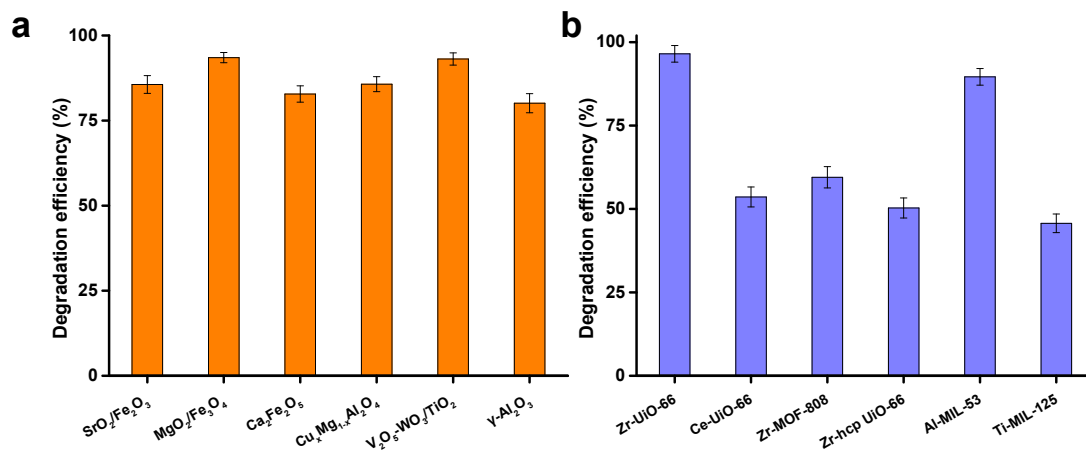 a
Degradation efficiency (%)
100
75
50
25
0
SrO₂/Fe₂O₃
MgO₂/Fe₃O₄
Ca₂Fe₂O₅
CuₓMg₁₋ₓAl₂O₄
V₂O₅-WO₃/TiO₂
γ-Al₂O₃
b
Degradation efficiency (%)
100
75
50
25
0
Zr-UiO-66
Ce-UiO-66
Zr-MOF-808
Zr-hcp UiO-66
Al-MIL-53
Ti-MIL-125